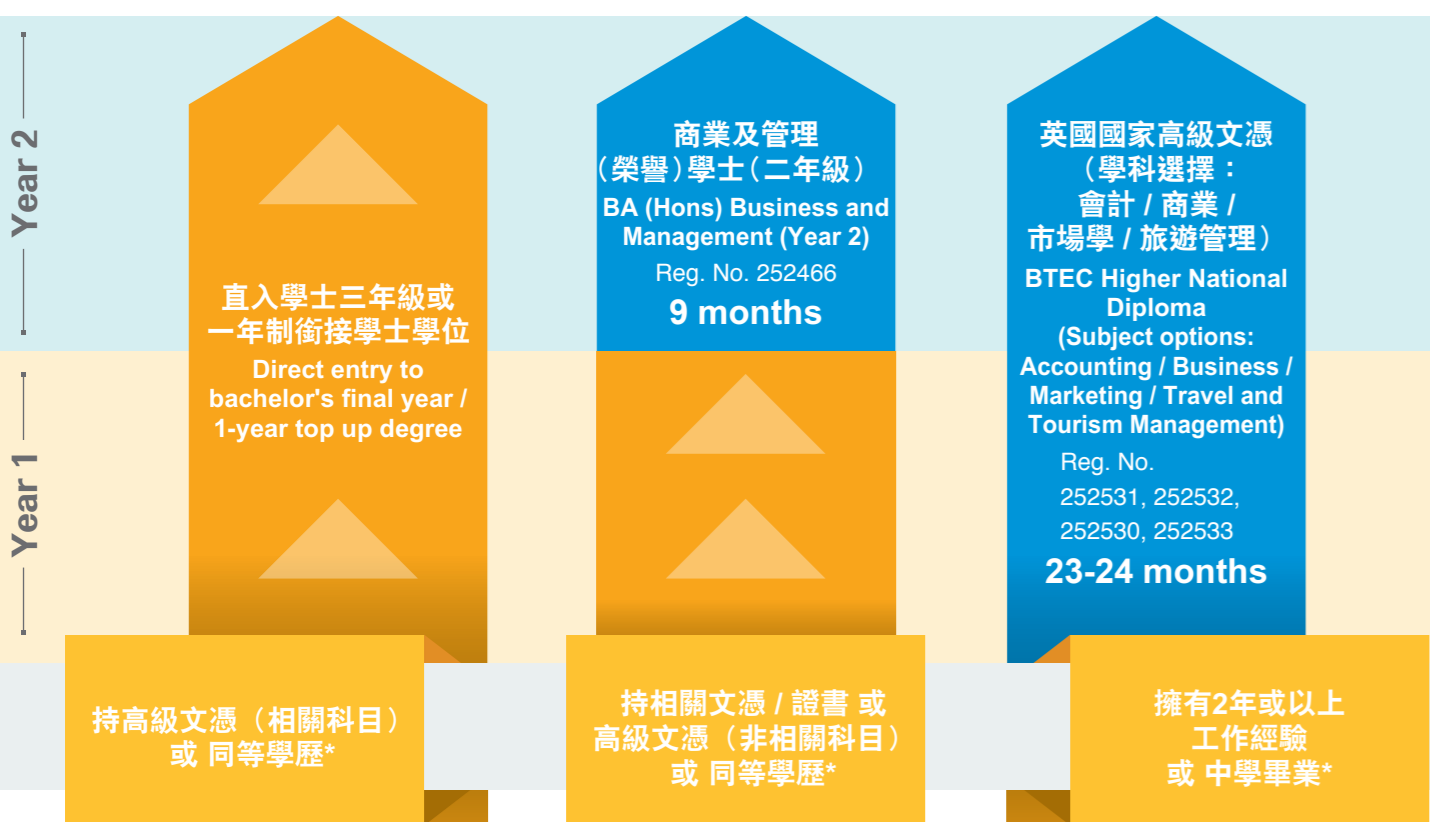 Year 2
Year 1
直入學士三年級或
一年制銜接學士學位
Direct entry to
bachelor's final year /
1-year top up degree
持高級文憑（相關科目）
或 同等學歷*
商業及管理
（榮譽）學士（二年級）
BA (Hons) Business and
Management (Year 2)
Reg. No. 252466
9 months
持相關文憑 / 證書 或
高級文憑（非相關科目）
或 同等學歷*
英國國家高級文憑
（學科選擇：
會計 / 商業 /
市場學 / 旅遊管理）
BTEC Higher National
Diploma
(Subject options:
Accounting / Business /
Marketing / Travel and
Tourism Management)
Reg. No.
252531, 252532,
252530, 252533
23-24 months
擁有2年或以上
工作經驗
或 中學畢業*